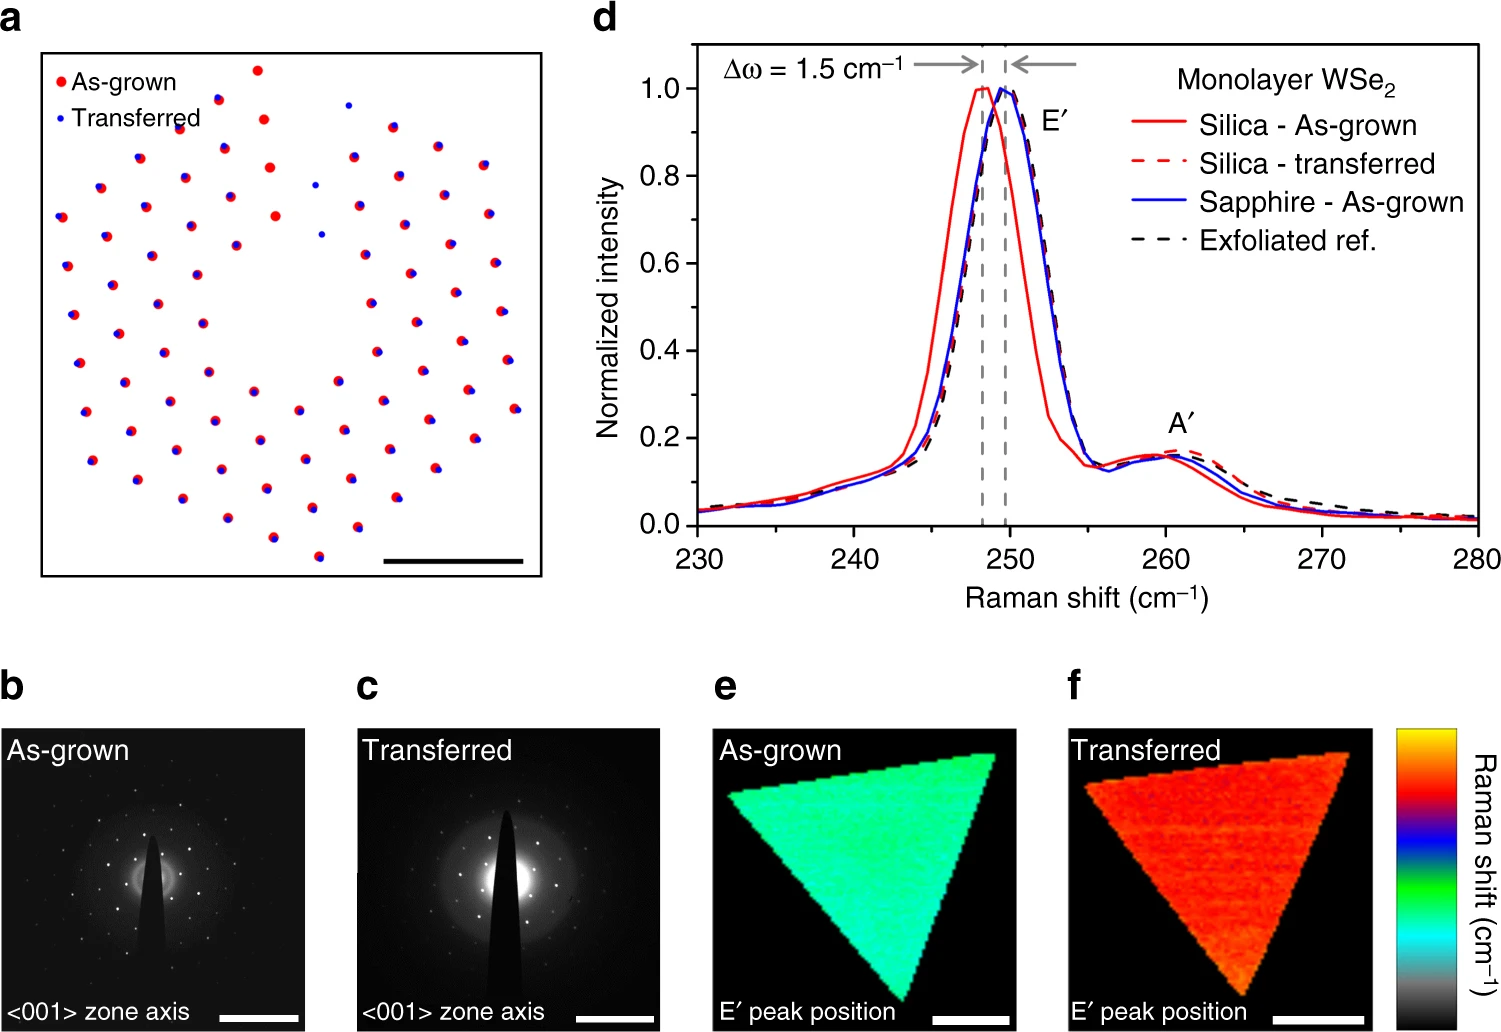 a
As-grown
Transferred
d
Δω = 1.5 cm⁻¹
Monolayer WSe₂
Silica - As-grown
Silica - transferred
Sapphire - As-grown
Exfoliated ref.
E′
A′
Normalized intensity
1.0
0.8
0.6
0.4
0.2
0.0
230 240 250 260 270 280
Raman shift (cm⁻¹)
b
As-grown
<001> zone axis
c
Transferred
<001> zone axis
e
As-grown
E′ peak position
f
Transferred
E′ peak position
Raman shift (cm⁻¹)